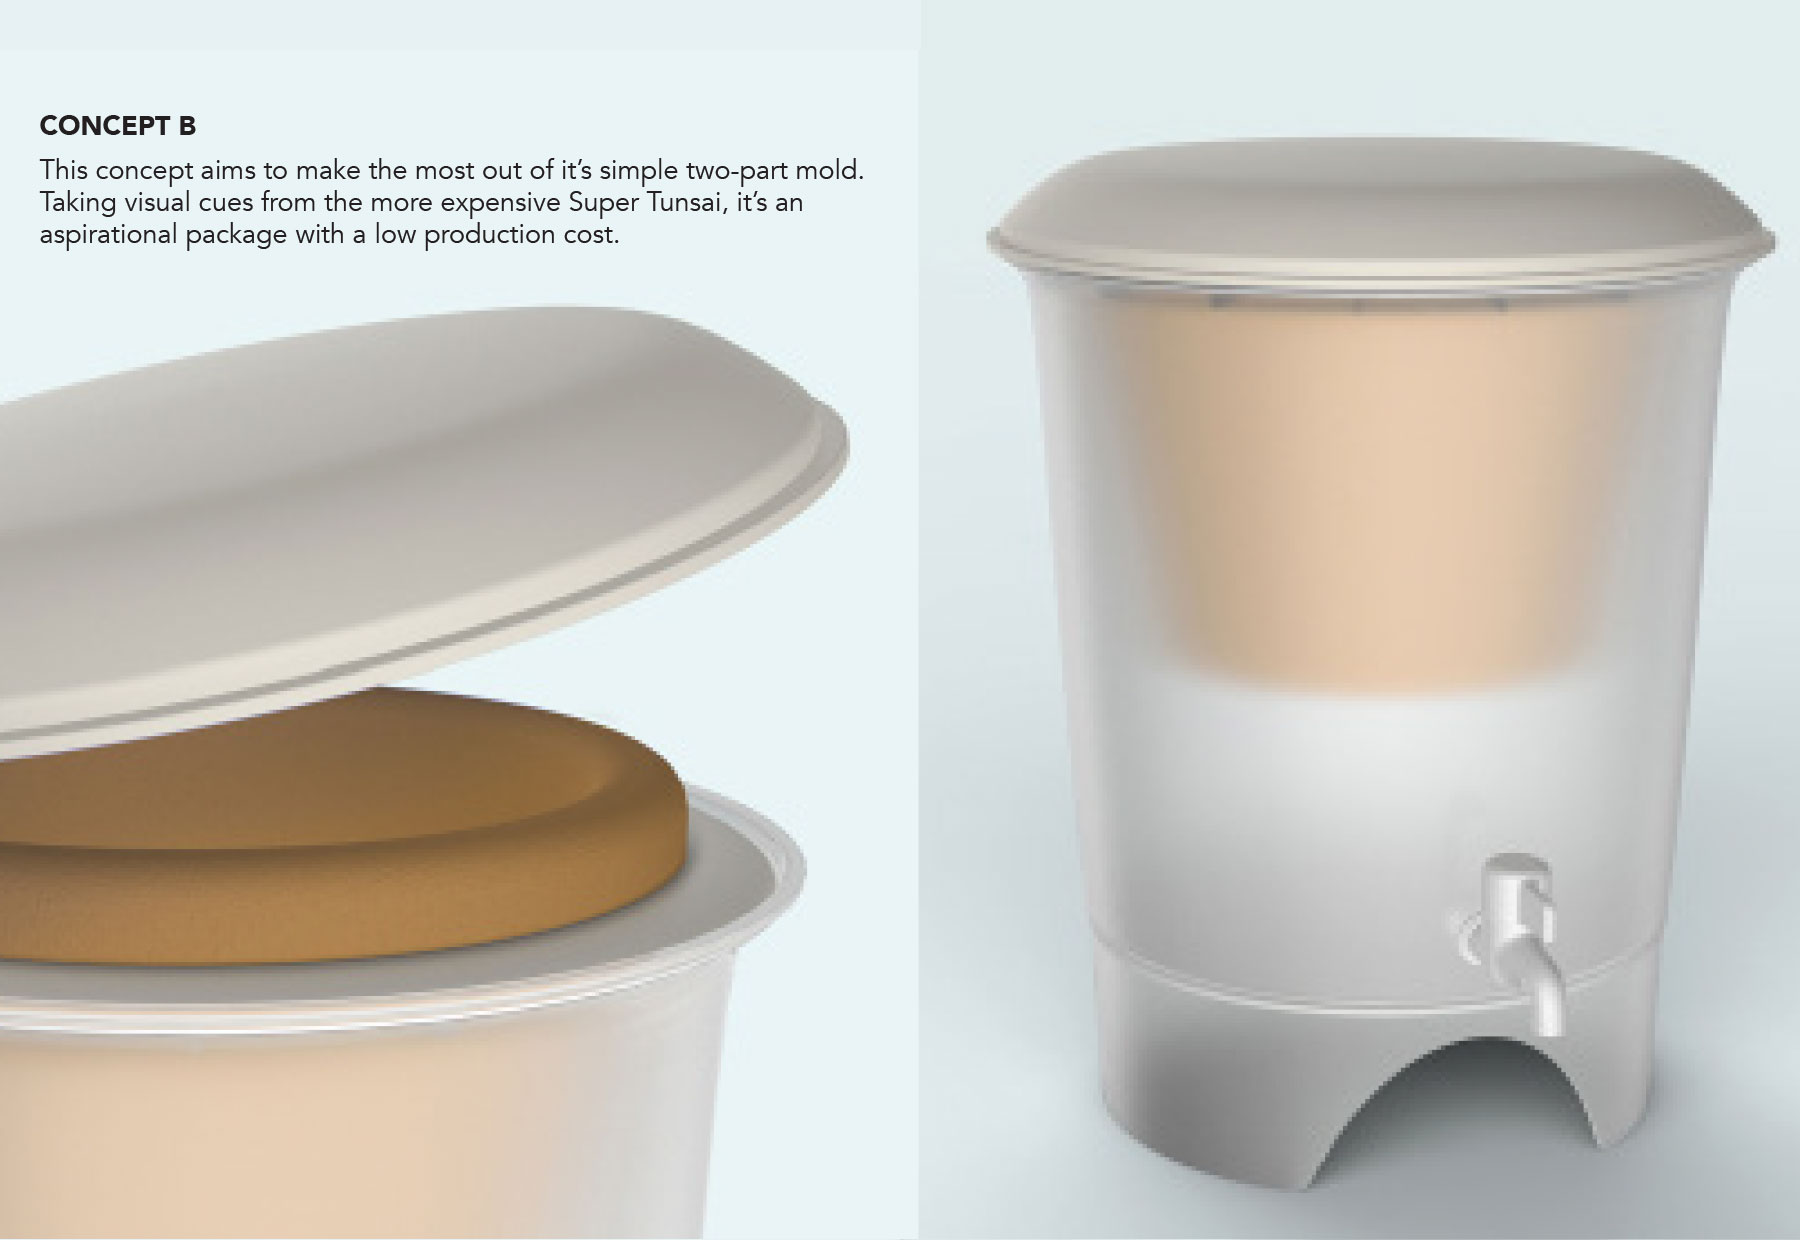 CONCEPT B
This concept aims to make the most out of it’s simple two-part mold.
Taking visual cues from the more expensive Super Tunsai, it’s an
aspirational package with a low production cost.